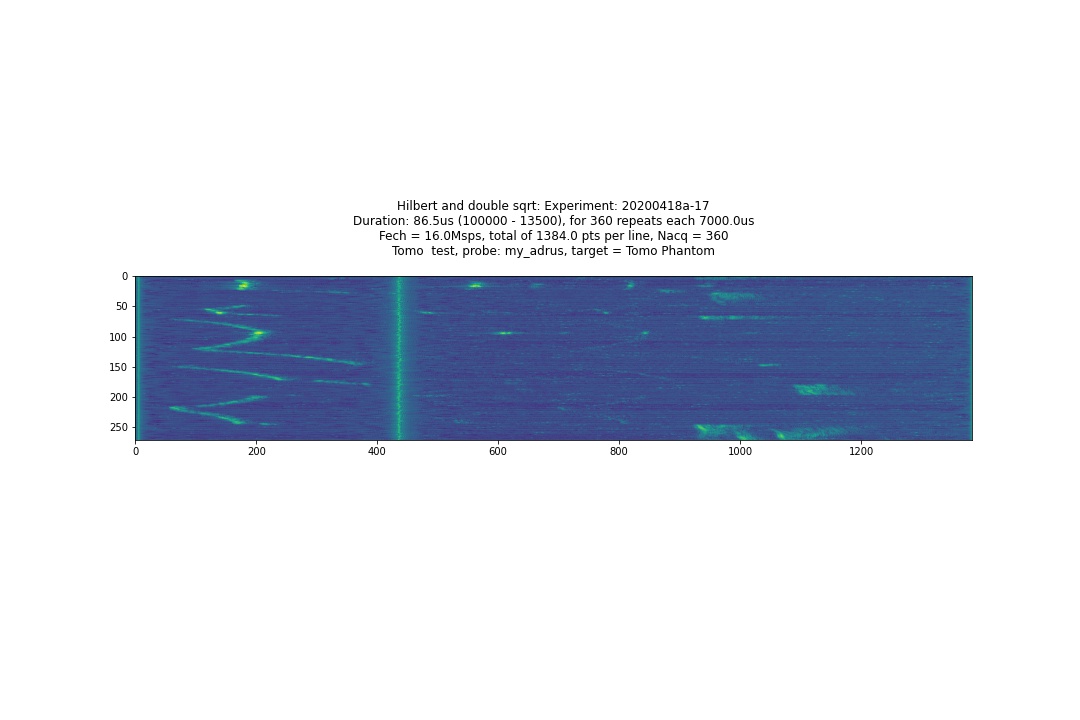 Hilbert and double sqrt: Experiment: 20200418a-17
Duration: 86.5us (100000 - 13500), for 360 repeats each 7000.0us
Fech = 16.0Msps, total of 1384.0 pts per line, Nacq = 360
Tomo  test, probe: my_adrus, target = Tomo Phantom
0
50
100
150
200
250
0 200 400 600 800 1000 1200